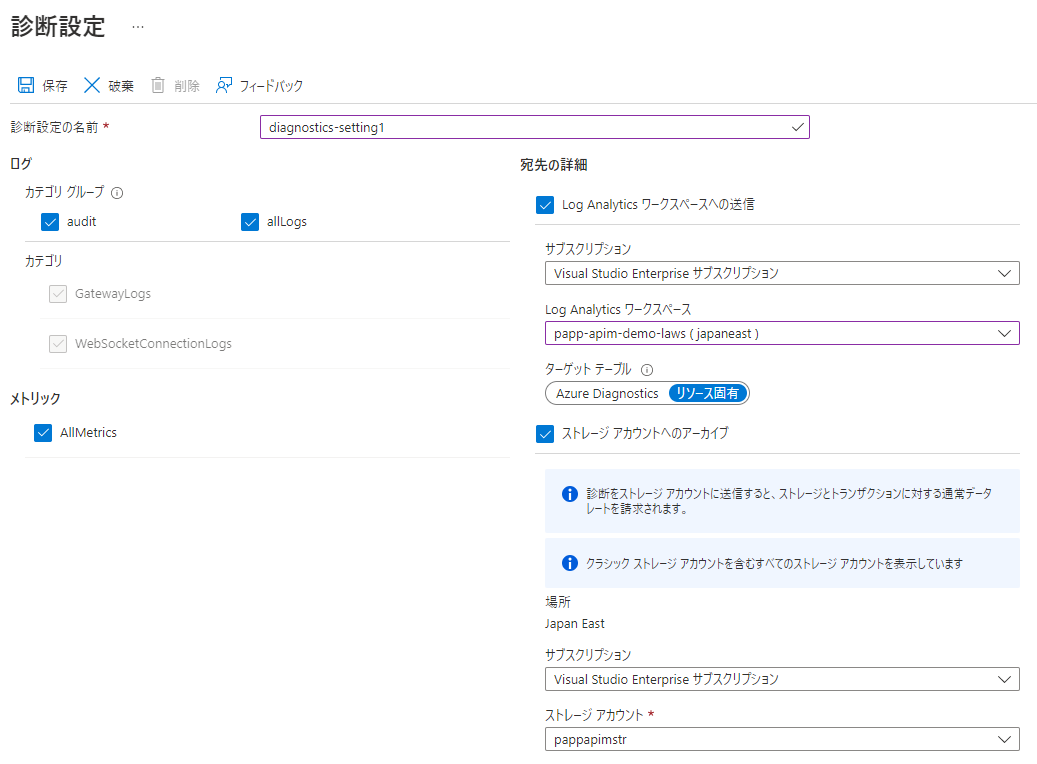 診断設定 …
保存 破棄 削除 フィードバック
診断設定の名前 * diagnostics-setting1
ログ
カテゴリ グループ
audit allLogs
カテゴリ
GatewayLogs
WebSocketConnectionLogs
メトリック
AllMetrics
宛先の詳細
Log Analytics ワークスペースへの送信
サブスクリプション
Visual Studio Enterprise サブスクリプション
Log Analytics ワークスペース
papp-apim-demo-laws ( japaneast )
ターゲット テーブル
Azure Diagnostics リソース固有
ストレージ アカウントへのアーカイブ
診断をストレージ アカウントに送信すると、ストレージとトランザクションに対する通常データ
レートを請求されます。
クラシック ストレージ アカウントを含むすべてのストレージ アカウントを表示しています
場所
Japan East
サブスクリプション
Visual Studio Enterprise サブスクリプション
ストレージ アカウント *
pappapimstr